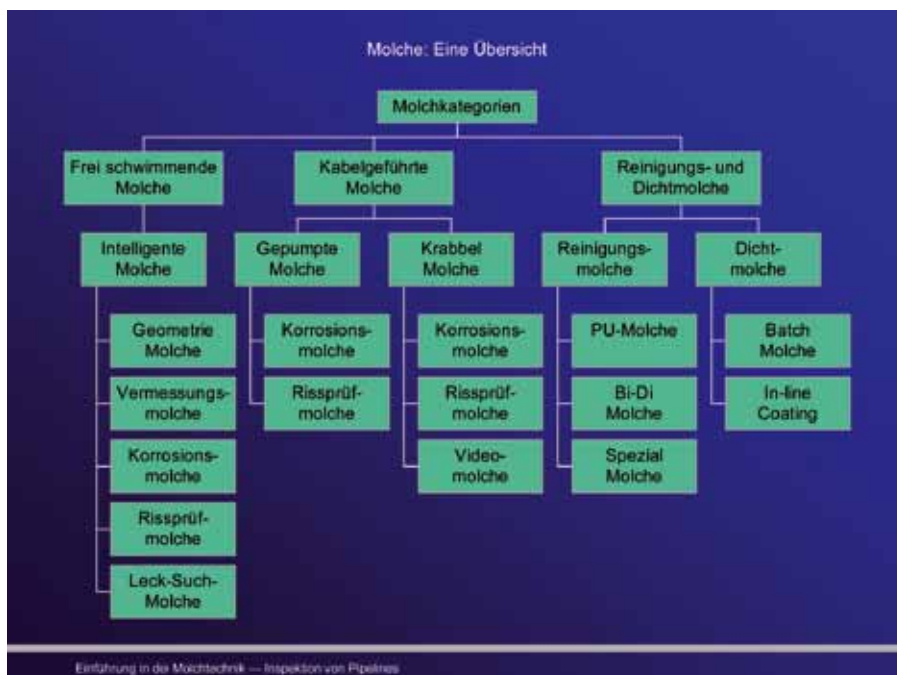 Molche: Eine Übersicht
Molchkategorien
Frei schwimmende
Molche
Kabelgeführte
Molche
Reinigungs- und
Dichtmolche
Intelligente
Molche
Gepumpte
Molche
Krabbel
Molche
Reinigungs-
molche
Dicht-
molche
Geometrie
Molche
Vermessungs-
molche
Korrosions-
molche
Rissprüf-
molche
Leck-Such-
Molche
Korrosions-
molche
Rissprüf-
molche
Korrosions-
molche
Rissprüf-
molche
Video-
molche
PU-Molche
Bi-Di
Molche
Spezial
Molche
Batch
Molche
In-line
Coating
Einführung in die Molchtechnik — Inspektion von Pipelines